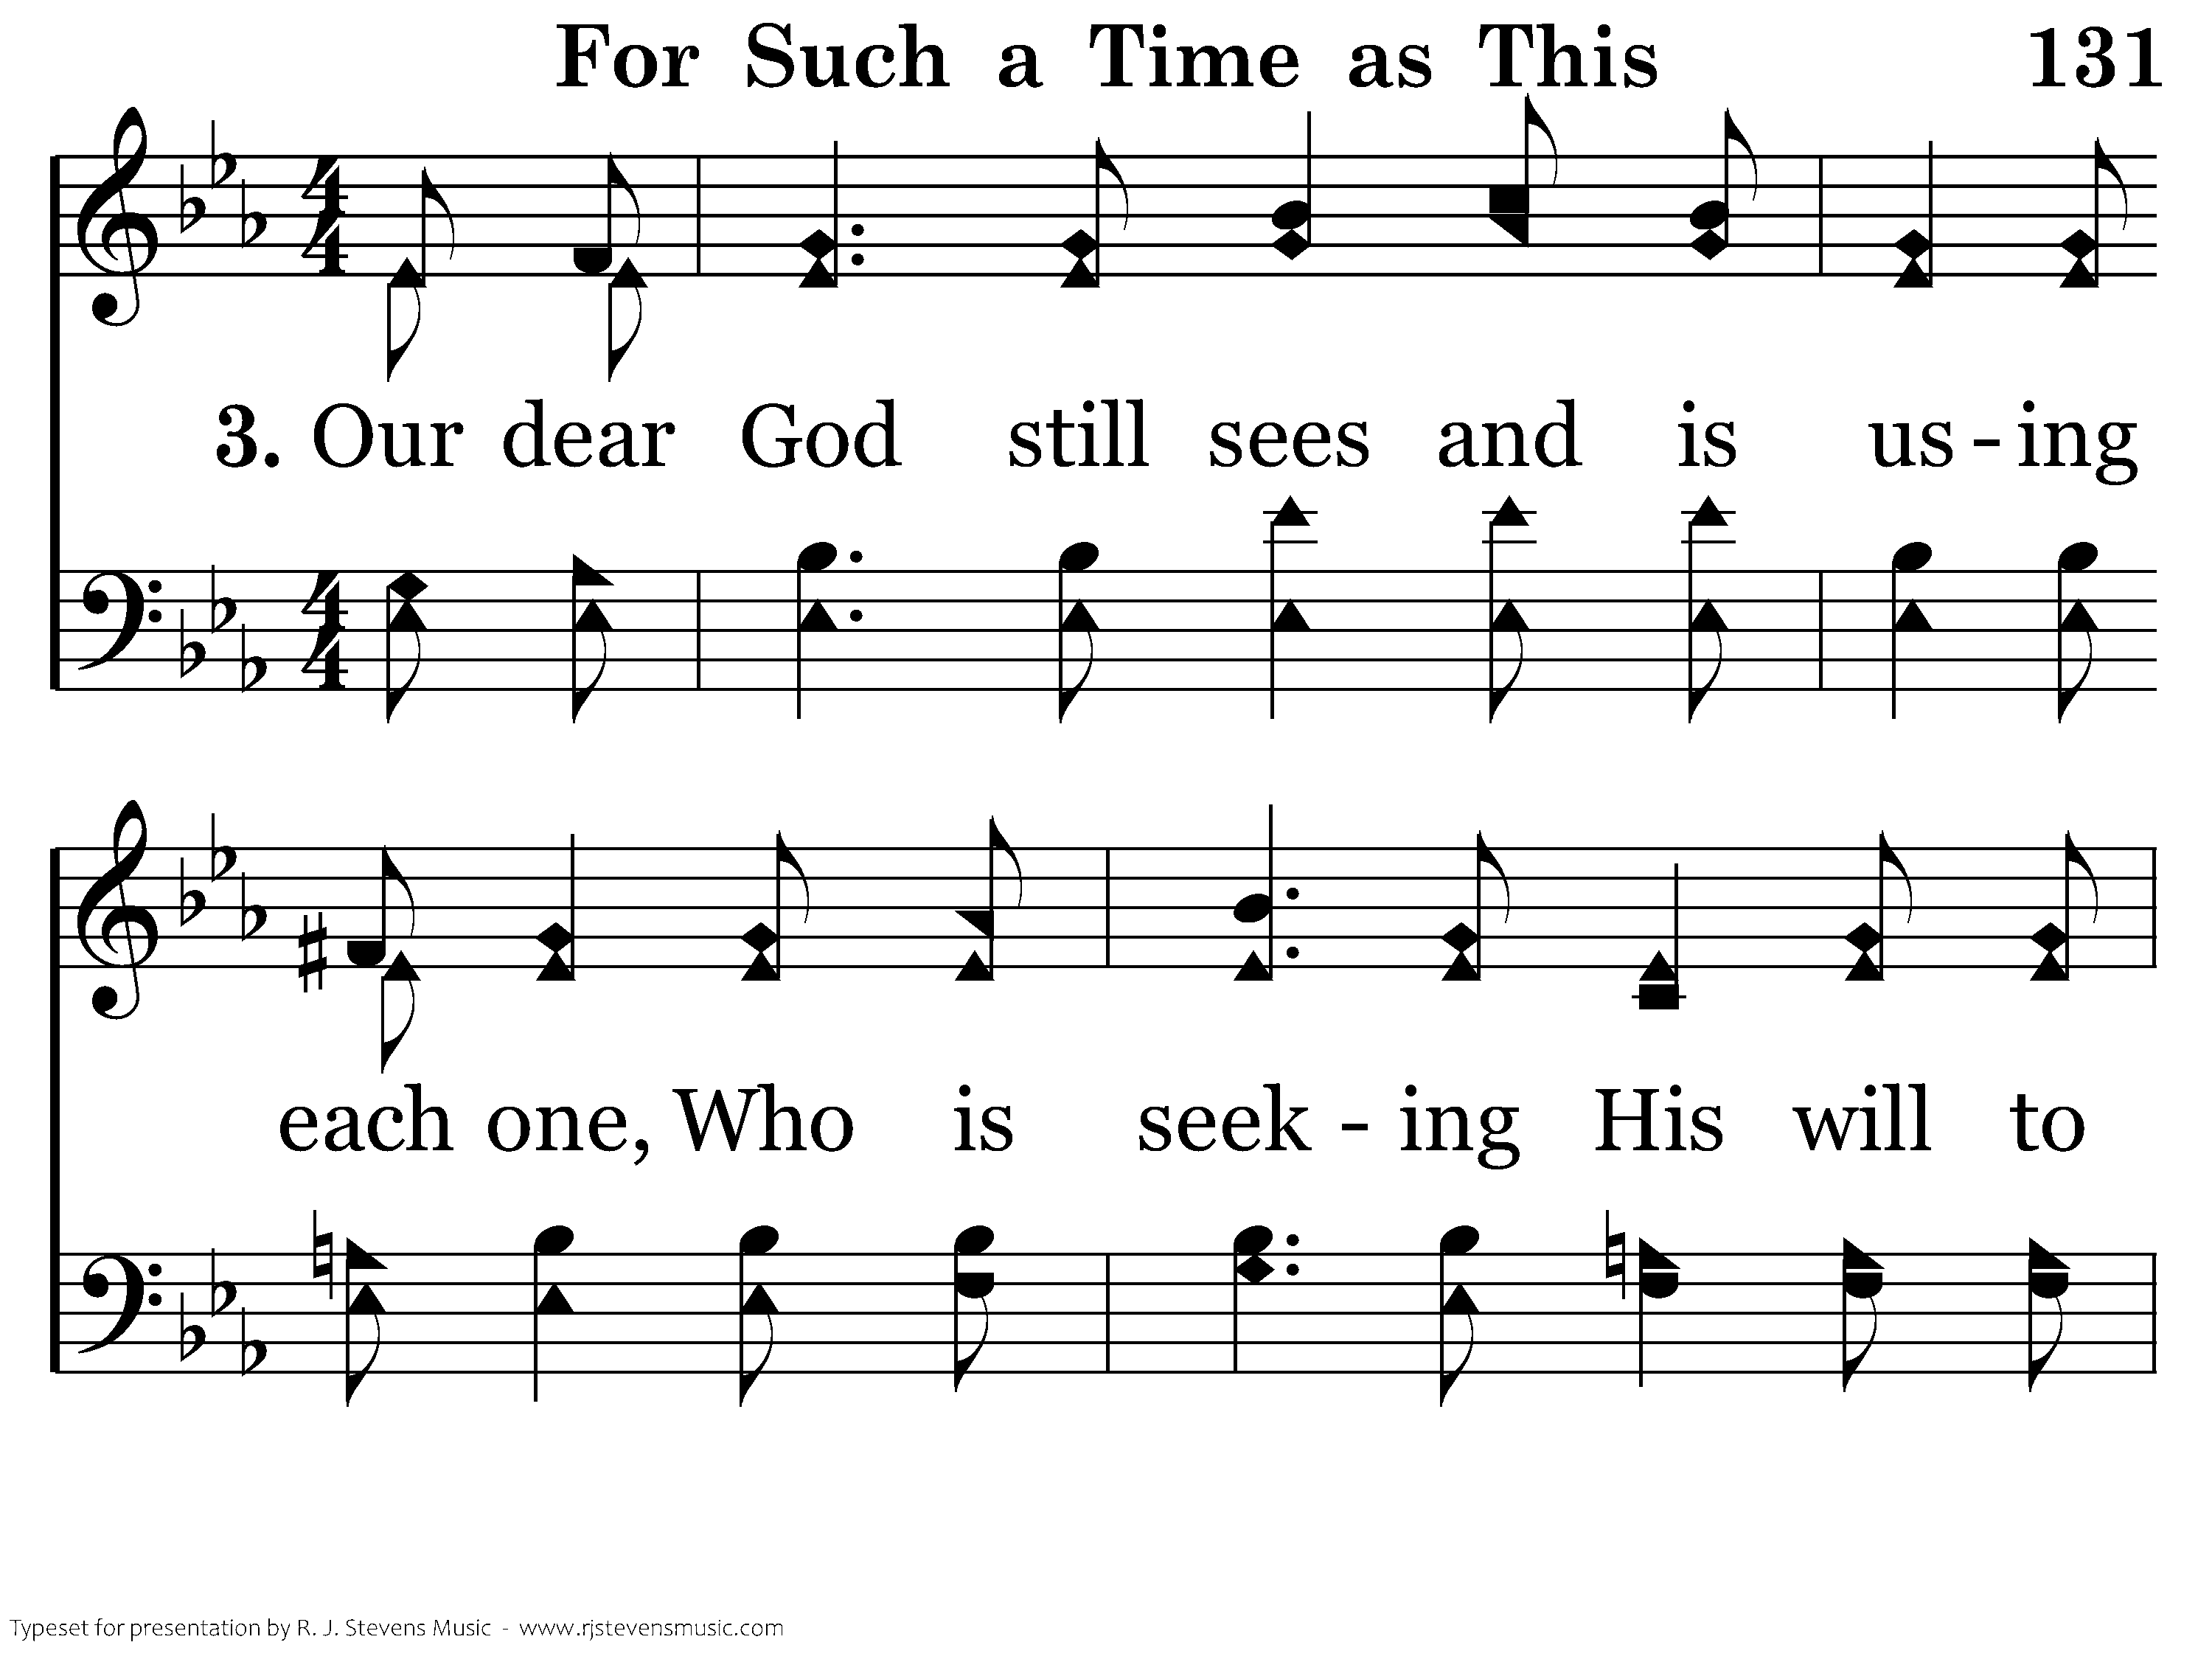 For Such a Time as This 131
3. Our dear God still sees and is us - ing
each one, Who is seek - ing His will to
Typeset for presentation by R. J. Stevens Music - www.rjstevensmusic.com